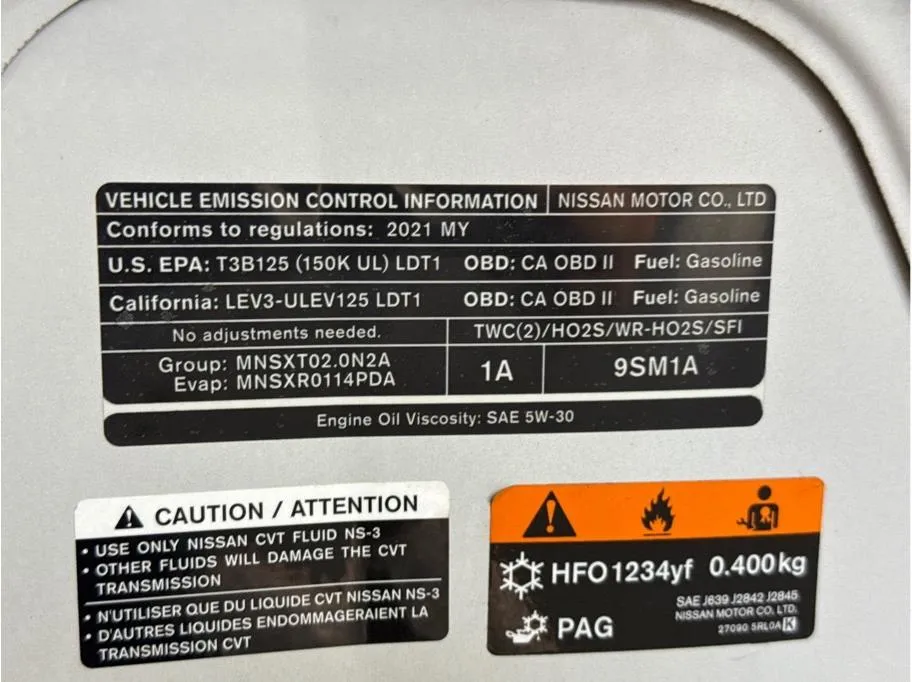 VEHICLE EMISSION CONTROL INFORMATION NISSAN MOTOR CO., LTD
Conforms to regulations: 2021 MY
U.S. EPA: T3B125 (150K UL) LDT1 OBD: CA OBD II Fuel: Gasoline
California: LEV3-ULEV125 LDT1 OBD: CA OBD II Fuel: Gasoline
No adjustments needed. TWC(2)/HO2S/WR-HO2S/SFI
Group: MNSXT02.0N2A
Evap: MNSXR0114PDA
1A 9SM1A
Engine Oil Viscosity: SAE 5W-30
CAUTION / ATTENTION
• USE ONLY NISSAN CVT FLUID NS-3
• OTHER FLUIDS WILL DAMAGE THE CVT
TRANSMISSION
• N'UTILISER QUE DU LIQUIDE CVT NISSAN NS-3
• D'AUTRES LIQUIDES ENDOMMAGERAIENT LA
TRANSMISSION CVT
HFO1234yf 0.400kg
PAG
SAE J639 J2842 J2845
NISSAN MOTOR CO. LTD.
27090 5RL0A K